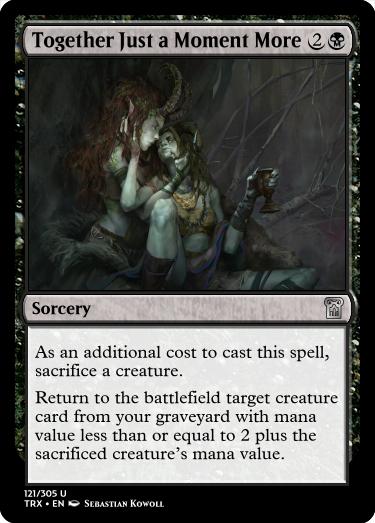 Together Just a Moment More 2
Sorcery
As an additional cost to cast this spell,
sacrifice a creature.
Return to the battlefield target creature
card from your graveyard with mana
value less than or equal to 2 plus the
sacrificed creature's mana value.
121/305 U
TRX • EN Sebastian Kowoll